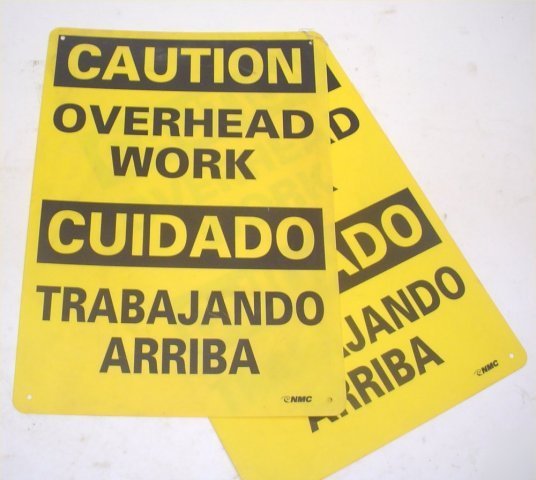 CAUTION
OVERHEAD
WORK
CUIDADO
TRABAJANDO
ARRIBA
NMC
D
ADO
JANDO
ARRIBA
NMC